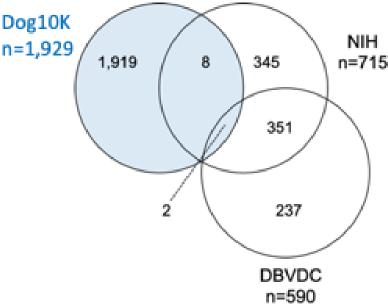 Dog10K
n=1,929
1,919
8
345
NIH
n=715
351
2
237
DBVDC
n=590